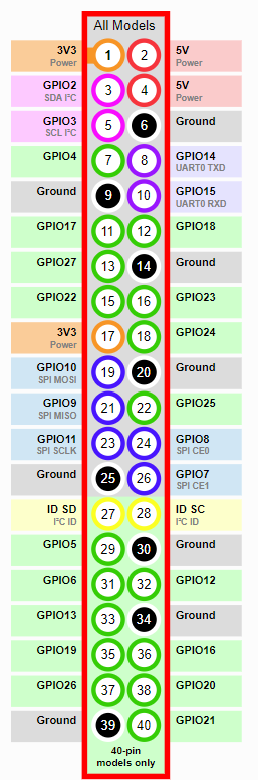 All Models
3V3 1 2 5V
Power Power
GPIO2 3 4 5V
SDA I²C Power
GPIO3 5 6 Ground
SCL I²C
GPIO4 7 8 GPIO14
UART0 TXD
Ground 9 10 GPIO15
UART0 RXD
GPIO17 11 12 GPIO18
GPIO27 13 14 Ground
GPIO22 15 16 GPIO23
3V3 17 18 GPIO24
Power
GPIO10 19 20 Ground
SPI MOSI
GPIO9 21 22 GPIO25
SPI MISO
GPIO11 23 24 GPIO8
SPI SCLK SPI CE0
Ground 25 26 GPIO7
SPI CE1
ID SD 27 28 ID SC
I²C ID I²C ID
GPIO5 29 30 Ground
GPIO6 31 32 GPIO12
GPIO13 33 34 Ground
GPIO19 35 36 GPIO16
GPIO26 37 38 GPIO20
Ground 39 40 GPIO21
40-pin
models only